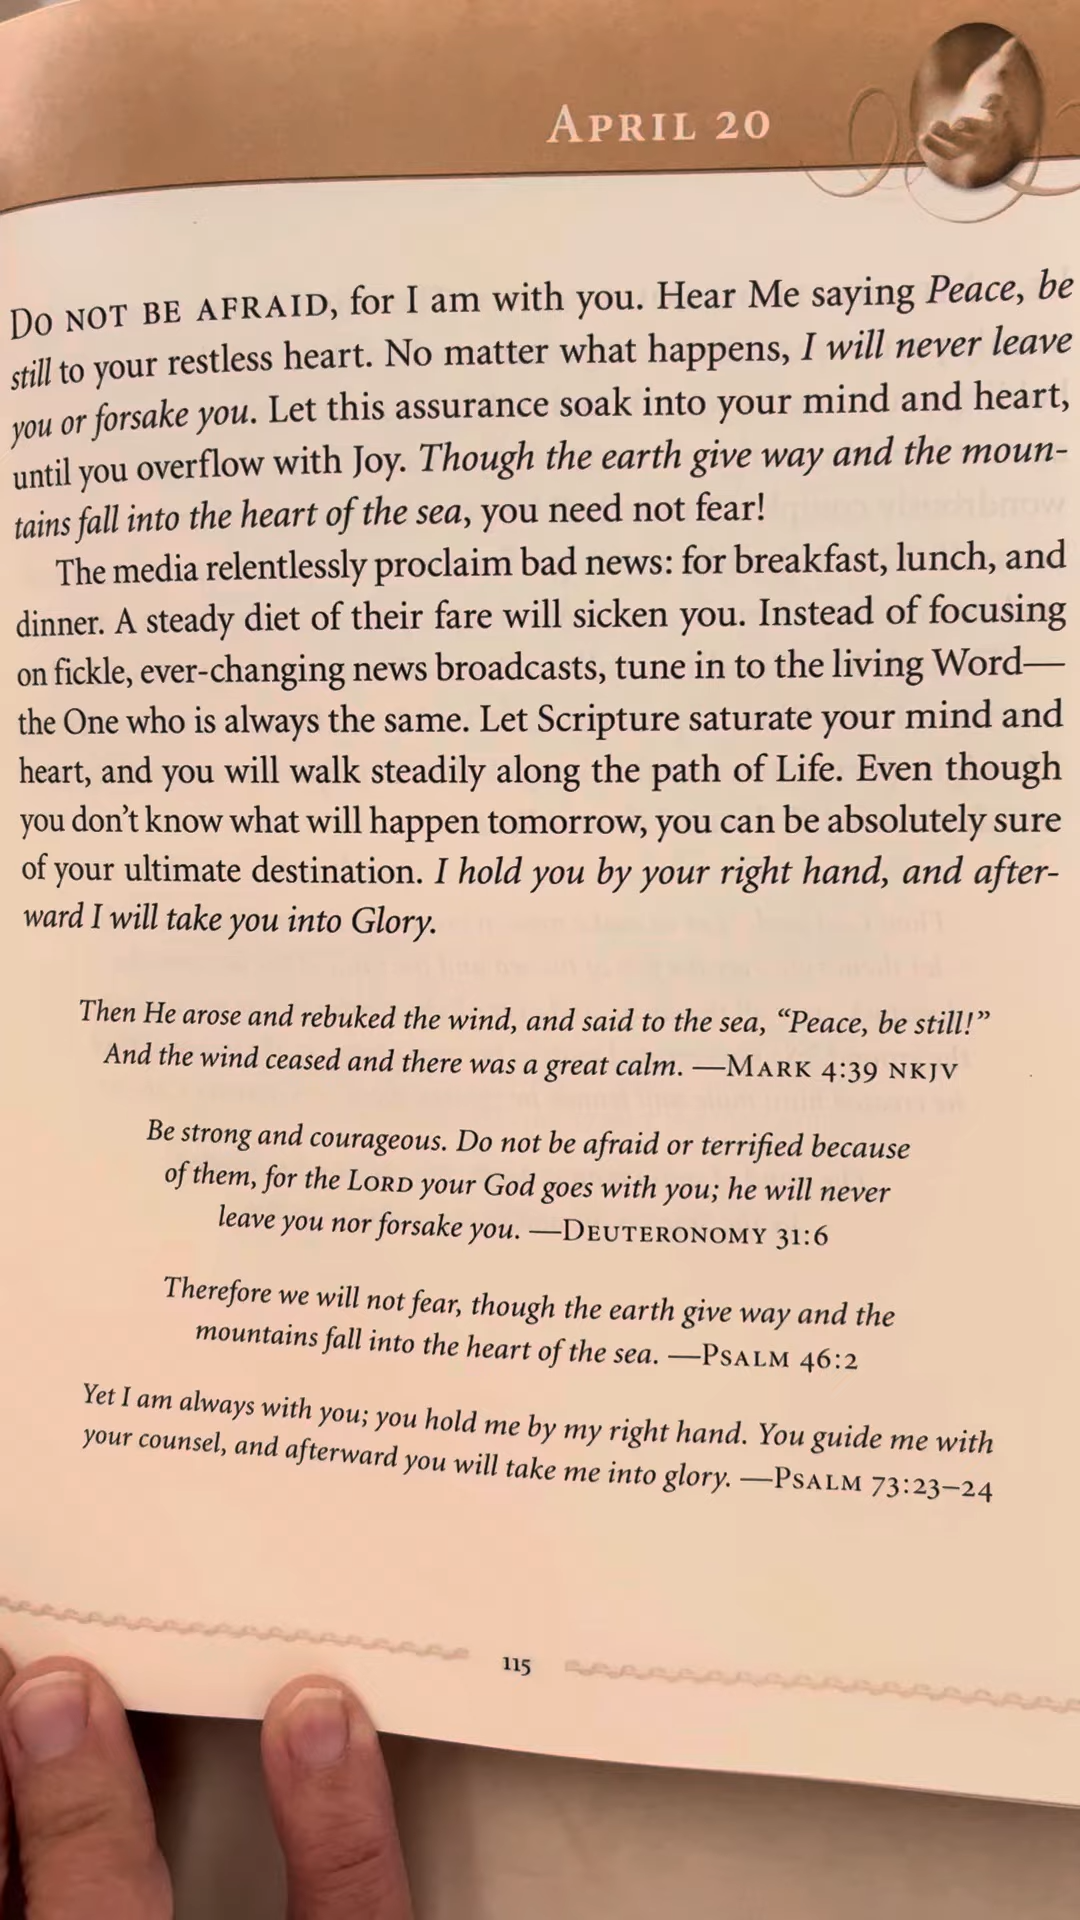 APRIL 20
DO NOT BE AFRAID, for I am with you. Hear Me saying Peace, be
still to your restless heart. No matter what happens, I will never leave
you or forsake you. Let this assurance soak into your mind and heart,
until you overflow with Joy. Though the earth give way and the moun-
tains fall into the heart of the sea, you need not fear!
The media relentlessly proclaim bad news: for breakfast, lunch, and
dinner. A steady diet of their fare will sicken you. Instead of focusing
on fickle, ever-changing news broadcasts, tune in to the living Word—
the One who is always the same. Let Scripture saturate your mind and
heart, and you will walk steadily along the path of Life. Even though
you don't know what will happen tomorrow, you can be absolutely sure
of your ultimate destination. I hold you by your right hand, and after-
ward I will take you into Glory.
Then He arose and rebuked the wind, and said to the sea, “Peace, be still!”
And the wind ceased and there was a great calm. —MARK 4:39 NKJV
Be strong and courageous. Do not be afraid or terrified because
of them, for the LORD your God goes with you; he will never
leave you nor forsake you. —DEUTERONOMY 31:6
Therefore we will not fear, though the earth give way and the
mountains fall into the heart of the sea. —PSALM 46:2
Yet I am always with you; you hold me by my right hand. You guide me with
your counsel, and afterward you will take me into glory. —PSALM 73:23–24
115